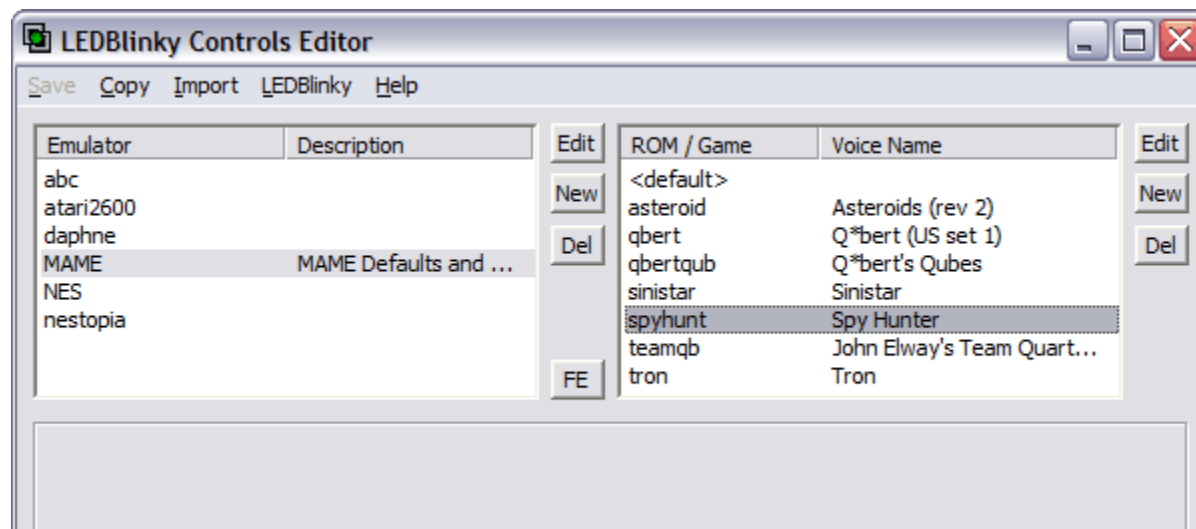 LEDBlinky Controls Editor
Save Copy Import LEDBlinky Help
Emulator Description Edit ROM / Game Voice Name Edit
abc <default>
New New
atari2600 asteroid Asteroids (rev 2)
daphne Del qbert Q*bert (US set 1) Del
MAME MAME Defaults and ... qbertqub Q*bert's Qubes
NES sinistar Sinistar
nestopia spyhunt Spy Hunter
teamqb John Elway's Team Quart...
FE tron Tron